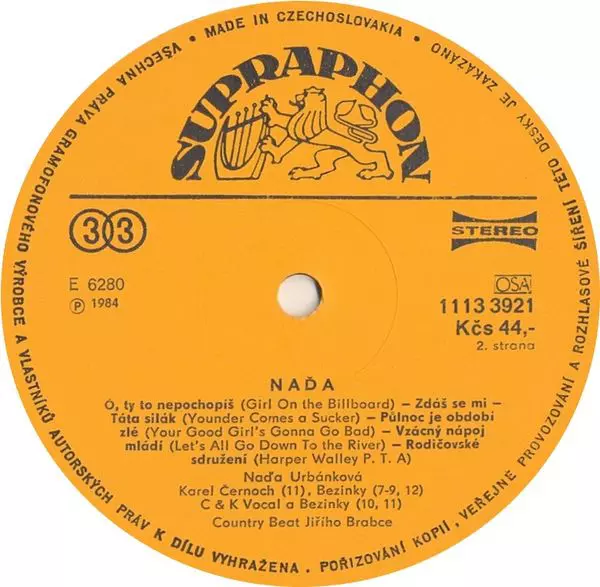 • MADE IN CZECHOSLOVAKIA •
VŠECHNA PRÁVA GRAMOFONOVÉHO VÝROBCE A VLASTNÍKŮ AUTORSKÝCH PRÁV K DÍLU VYHRAŽENA. POŘIZOVÁNÍ KOPIÍ, VEŘEJNÉ PROVOZOVÁNÍ A ROZHLASOVÉ ŠÍŘENÍ TÉTO DESKY JE ZAKÁZÁNO
SUPRAPHON
33
STEREO
E 6280
℗ 1984
OSA
1113 3921
Kčs 44,-
2. strana
NAĎA
Ó, ty to nepochopíš (Girl On the Billboard) – Zdáš se mi –
Táta silák (Younder Comes a Sucker) – Půlnoc je období
zlé (Your Good Girl's Gonna Go Bad) – Vzácný nápoj
mládí (Let's All Go Down To the River) – Rodičovské
sdružení (Harper Walley P. T. A)
Naďa Urbánková
Karel Černoch (11), Bezinky (7-9, 12)
C & K Vocal a Bezinky (10, 11)
Country Beat Jiřího Brabce